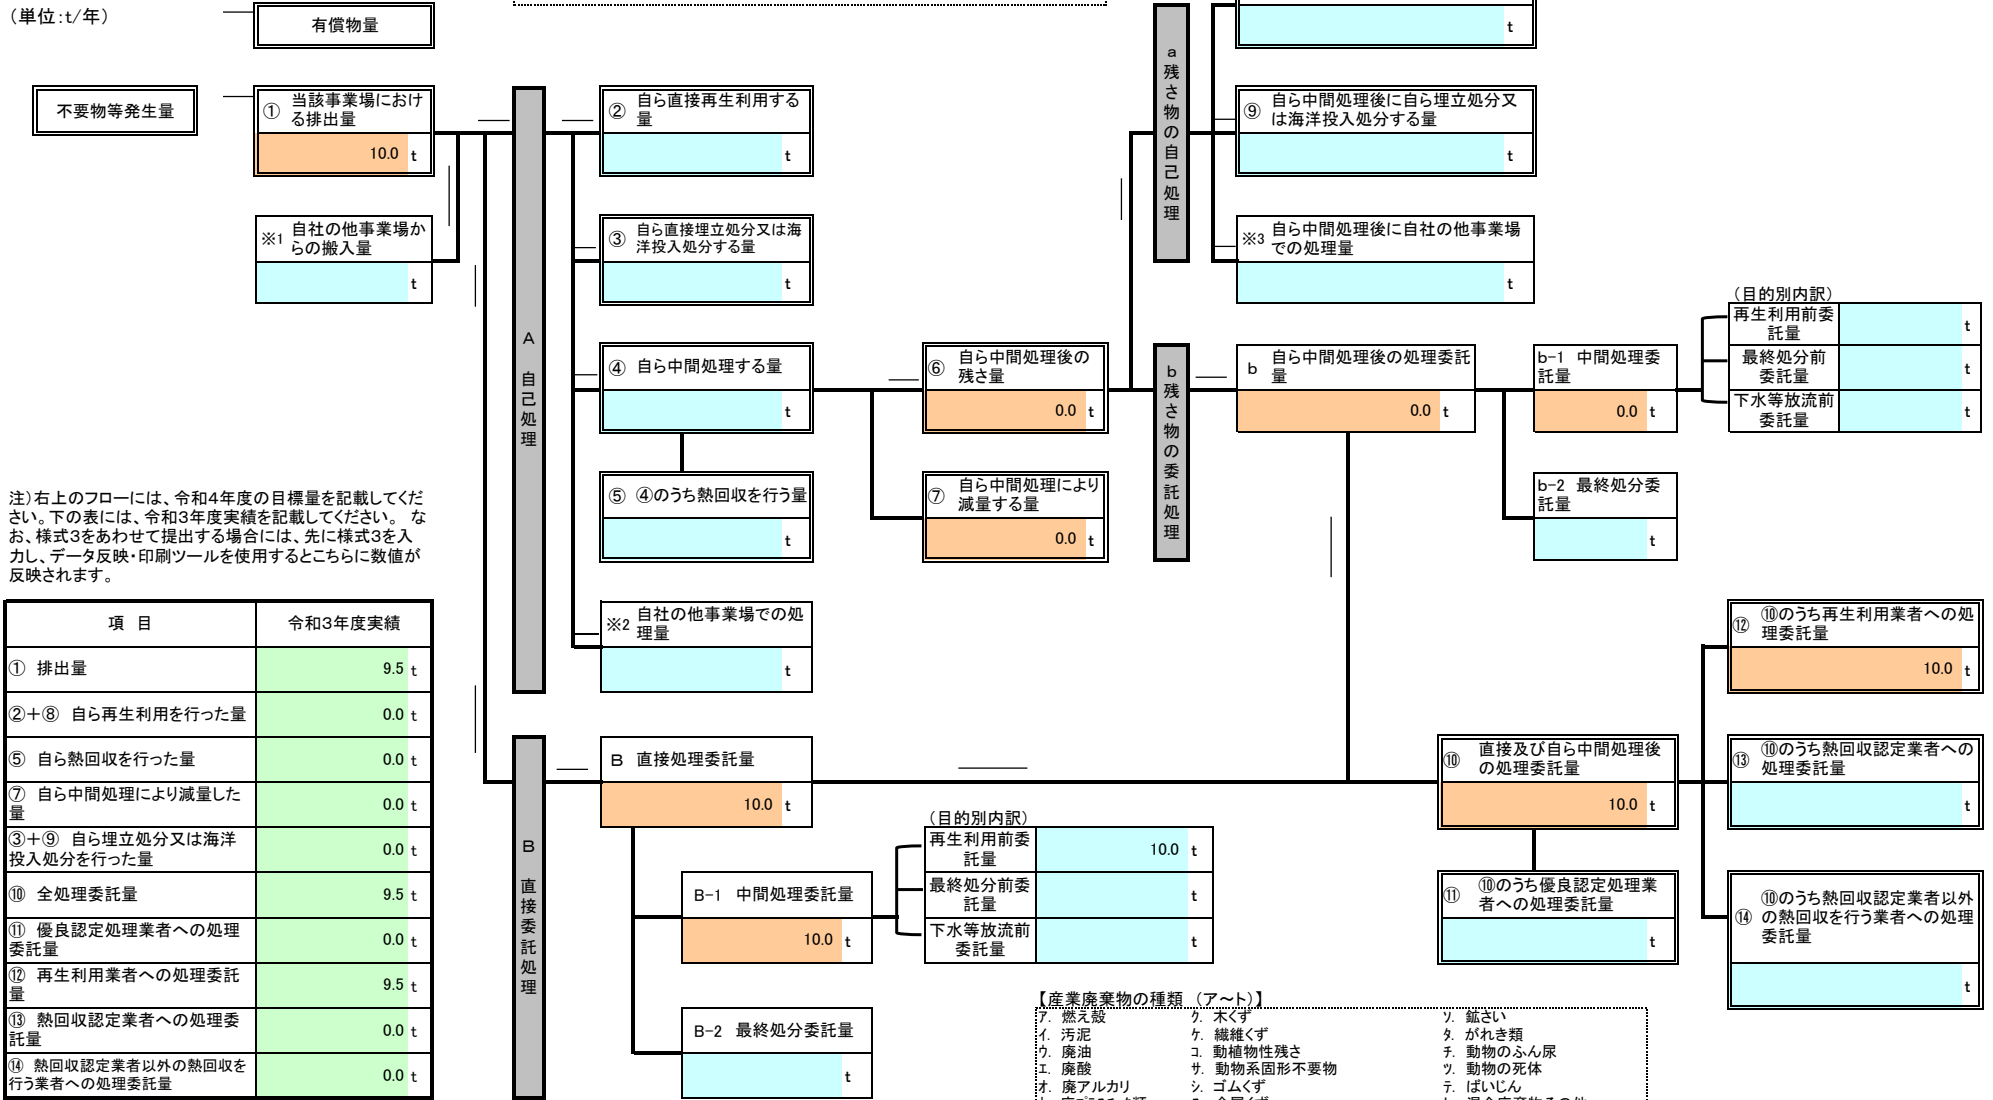 （単位：t/年）
有償物量
t
不要物等発生量
① 当該事業場におけ
る排出量
10.0 t
※1 自社の他事業場か
らの搬入量
t
A 自己処理
② 自ら直接再生利用する
量
t
③ 自ら直接埋立処分又は海
洋投入処分する量
t
④ 自ら中間処理する量
t
⑤ ④のうち熱回収を行う量
t
※2 自社の他事業場での処
理量
t
⑥ 自ら中間処理後の
残さ量
0.0 t
⑦ 自ら中間処理により
減量する量
0.0 t
a 残さ物の自己処理
⑨ 自ら中間処理後に自ら埋立処分又
は海洋投入処分する量
t
※3 自ら中間処理後に自社の他事業場
での処理量
t
b 残さ物の委託処理
b 自ら中間処理後の処理委託
量
0.0 t
b-1 中間処理委
託量
0.0 t
b-2 最終処分委
託量
t
（目的別内訳）
再生利用前委
託量
t
最終処分前
委託量
t
下水等放流前
委託量
t
注）右上のフローには、令和4年度の目標量を記載してくだ
さい。下の表には、令和3年度実績を記載してください。 な
お、様式3をあわせて提出する場合には、先に様式3を入
力し、データ反映・印刷ツールを使用するとこちらに数値が
反映されます。
項 目 令和3年度実績
① 排出量 9.5 t
②＋⑧ 自ら再生利用を行った量 0.0 t
⑤ 自ら熱回収を行った量 0.0 t
⑦ 自ら中間処理により減量した
量 0.0 t
③＋⑨ 自ら埋立処分又は海洋
投入処分を行った量 0.0 t
⑩ 全処理委託量 9.5 t
⑪ 優良認定処理業者への処理
委託量 0.0 t
⑫ 再生利用業者への処理委託
量 9.5 t
⑬ 熱回収認定業者への処理委
託量 0.0 t
⑭ 熱回収認定業者以外の熱回収を
行う業者への処理委託量 0.0 t
B 直接委託処理
B 直接処理委託量
10.0 t
B-1 中間処理委託量
10.0 t
B-2 最終処分委託量
t
（目的別内訳）
再生利用前委
託量
10.0 t
最終処分前委
託量
t
下水等放流前
委託量
t
⑩ 直接及び自ら中間処理後
の処理委託量
10.0 t
⑪ ⑩のうち優良認定処理業
者への処理委託量
t
⑫ ⑩のうち再生利用業者への処
理委託量
10.0 t
⑬ ⑩のうち熱回収認定業者への
処理委託量
t
⑭ ⑩のうち熱回収認定業者以外
の熱回収を行う業者への処理
委託量
t
【産業廃棄物の種類 （ア～ト）】
ア. 燃え殻 ク. 木くず ソ. 鉱さい
イ. 汚泥 ケ. 繊維くず タ. がれき類
ウ. 廃油 コ. 動植物性残さ チ. 動物のふん尿
エ. 廃酸 サ. 動物系固形不要物 ツ. 動物の死体
オ. 廃アルカリ シ. ゴムくず テ. ばいじん